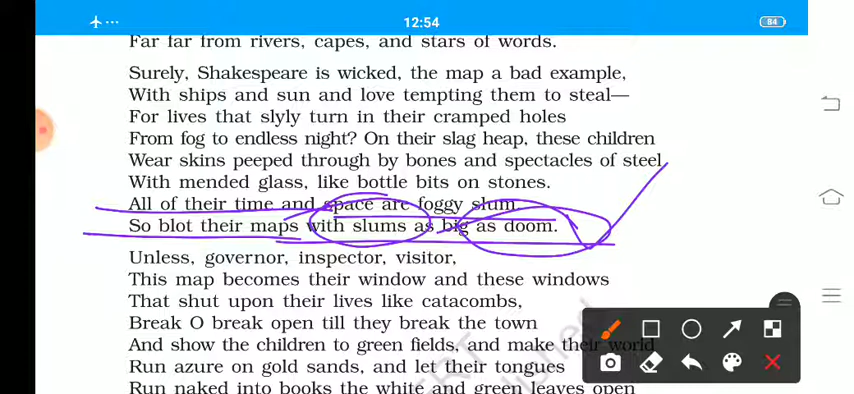 12:54
84
Far far from rivers, capes, and stars of words.
Surely, Shakespeare is wicked, the map a bad example,
With ships and sun and love tempting them to steal—
For lives that slyly turn in their cramped holes
From fog to endless night? On their slag heap, these children
Wear skins peeped through by bones and spectacles of steel
With mended glass, like bottle bits on stones.
All of their time and space are foggy slum.
So blot their maps with slums as big as doom.
Unless, governor, inspector, visitor,
This map becomes their window and these windows
That shut upon their lives like catacombs,
Break O break open till they break the town
And show the children to green fields, and make their world
Run azure on gold sands, and let their tongues
Run naked into books the white and green leaves open